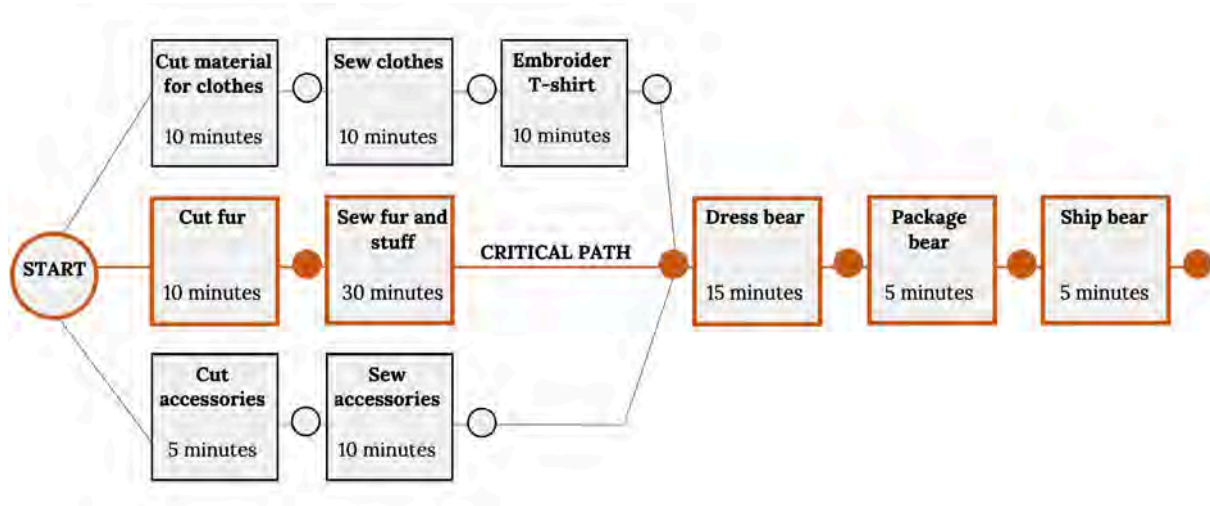 Cut material
for clothes
10 minutes
Sew clothes
10 minutes
Embroider
T-shirt
10 minutes
START
Cut fur
10 minutes
Sew fur and
stuff
30 minutes
CRITICAL PATH
Dress bear
15 minutes
Package
bear
5 minutes
Ship bear
5 minutes
Cut
accessories
5 minutes
Sew
accessories
10 minutes